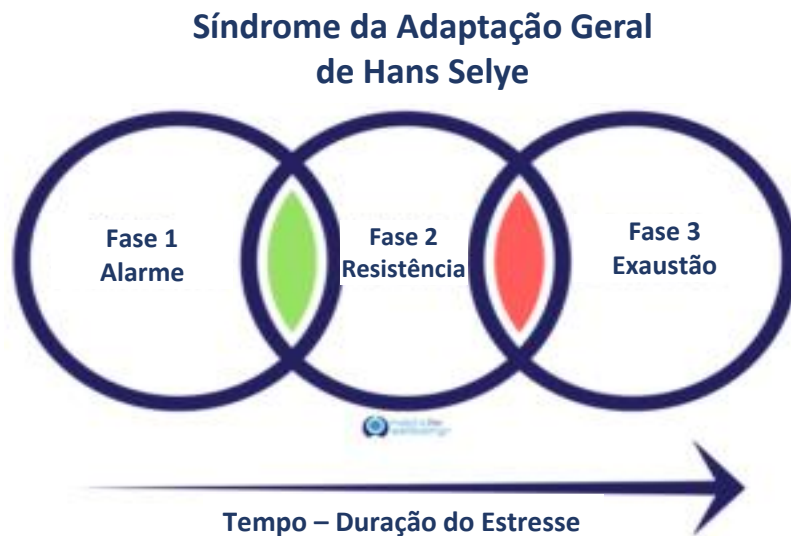 Síndrome da Adaptação Geral
de Hans Selye
Fase 1
Alarme
Fase 2
Resistência
Fase 3
Exaustão
Tempo – Duração do Estresse